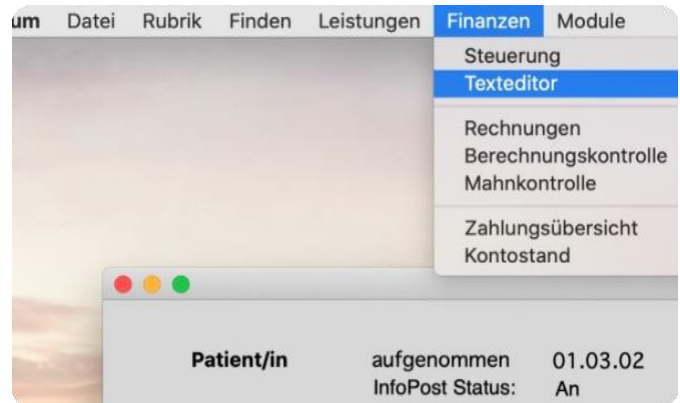 um Datei Rubrik Finden Leistungen Finanzen Module
Steuerung
Texteditor
Rechnungen
Berechnungskontrolle
Mahnkontrolle
Zahlungsübersicht
Kontostand
Patient/in aufgenommen 01.03.02
InfoPost Status: An